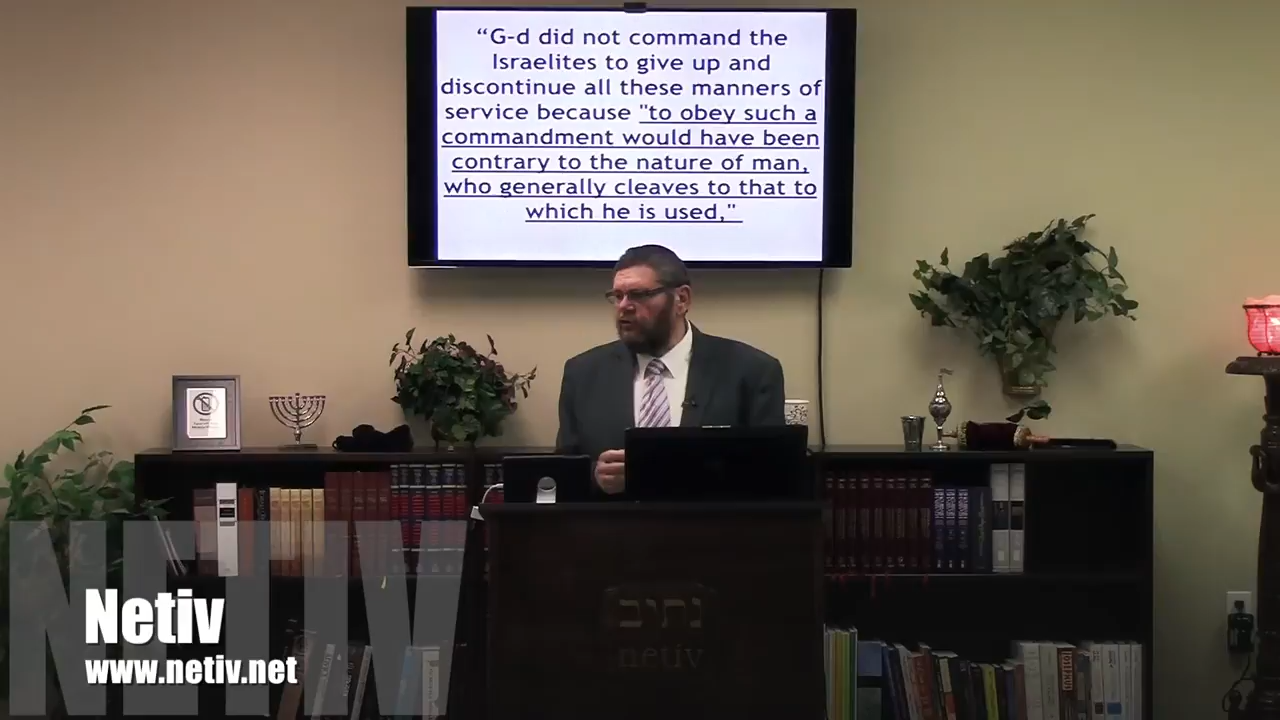 “G-d did not command the
Israelites to give up and
discontinue all these manners of
service because "to obey such a
commandment would have been
contrary to the nature of man,
who generally cleaves to that to
which he is used,"
נתיב
netiv
NETIV
Netiv
www.netiv.net